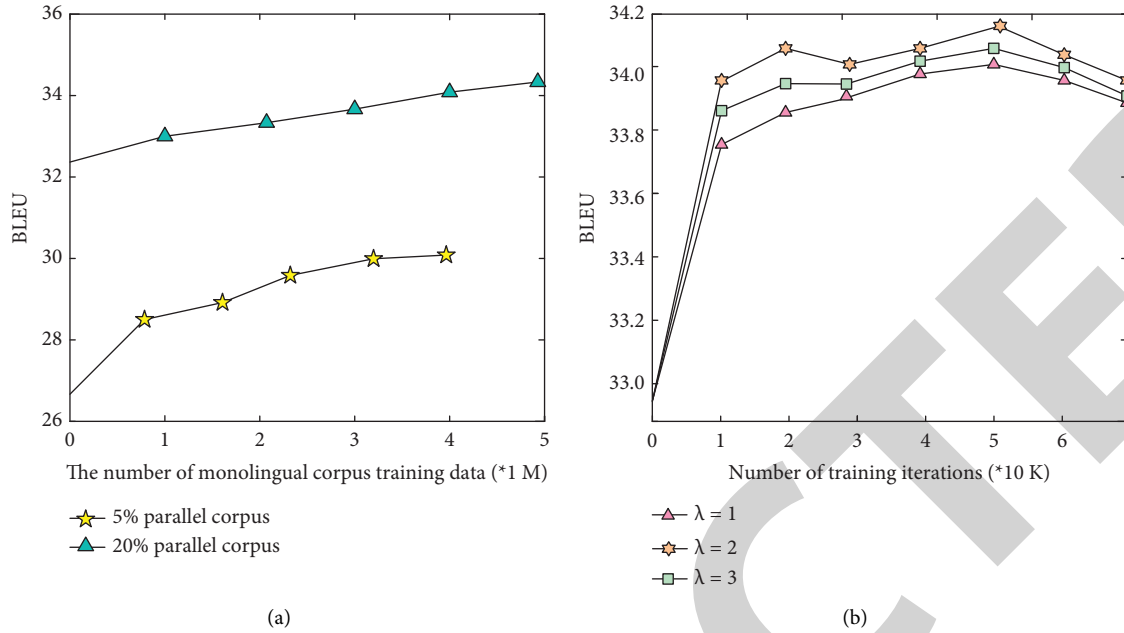 36
34
32
30
28
26
BLEU
0 1 2 3 4 5
The number of monolingual corpus training data (*1 M)
5% parallel corpus
20% parallel corpus
(a)
34.2
34.0
33.8
33.6
33.4
33.2
33.0
BLEU
0 1 2 3 4 5 6
Number of training iterations (*10 K)
λ = 1
λ = 2
λ = 3
(b)
CTE